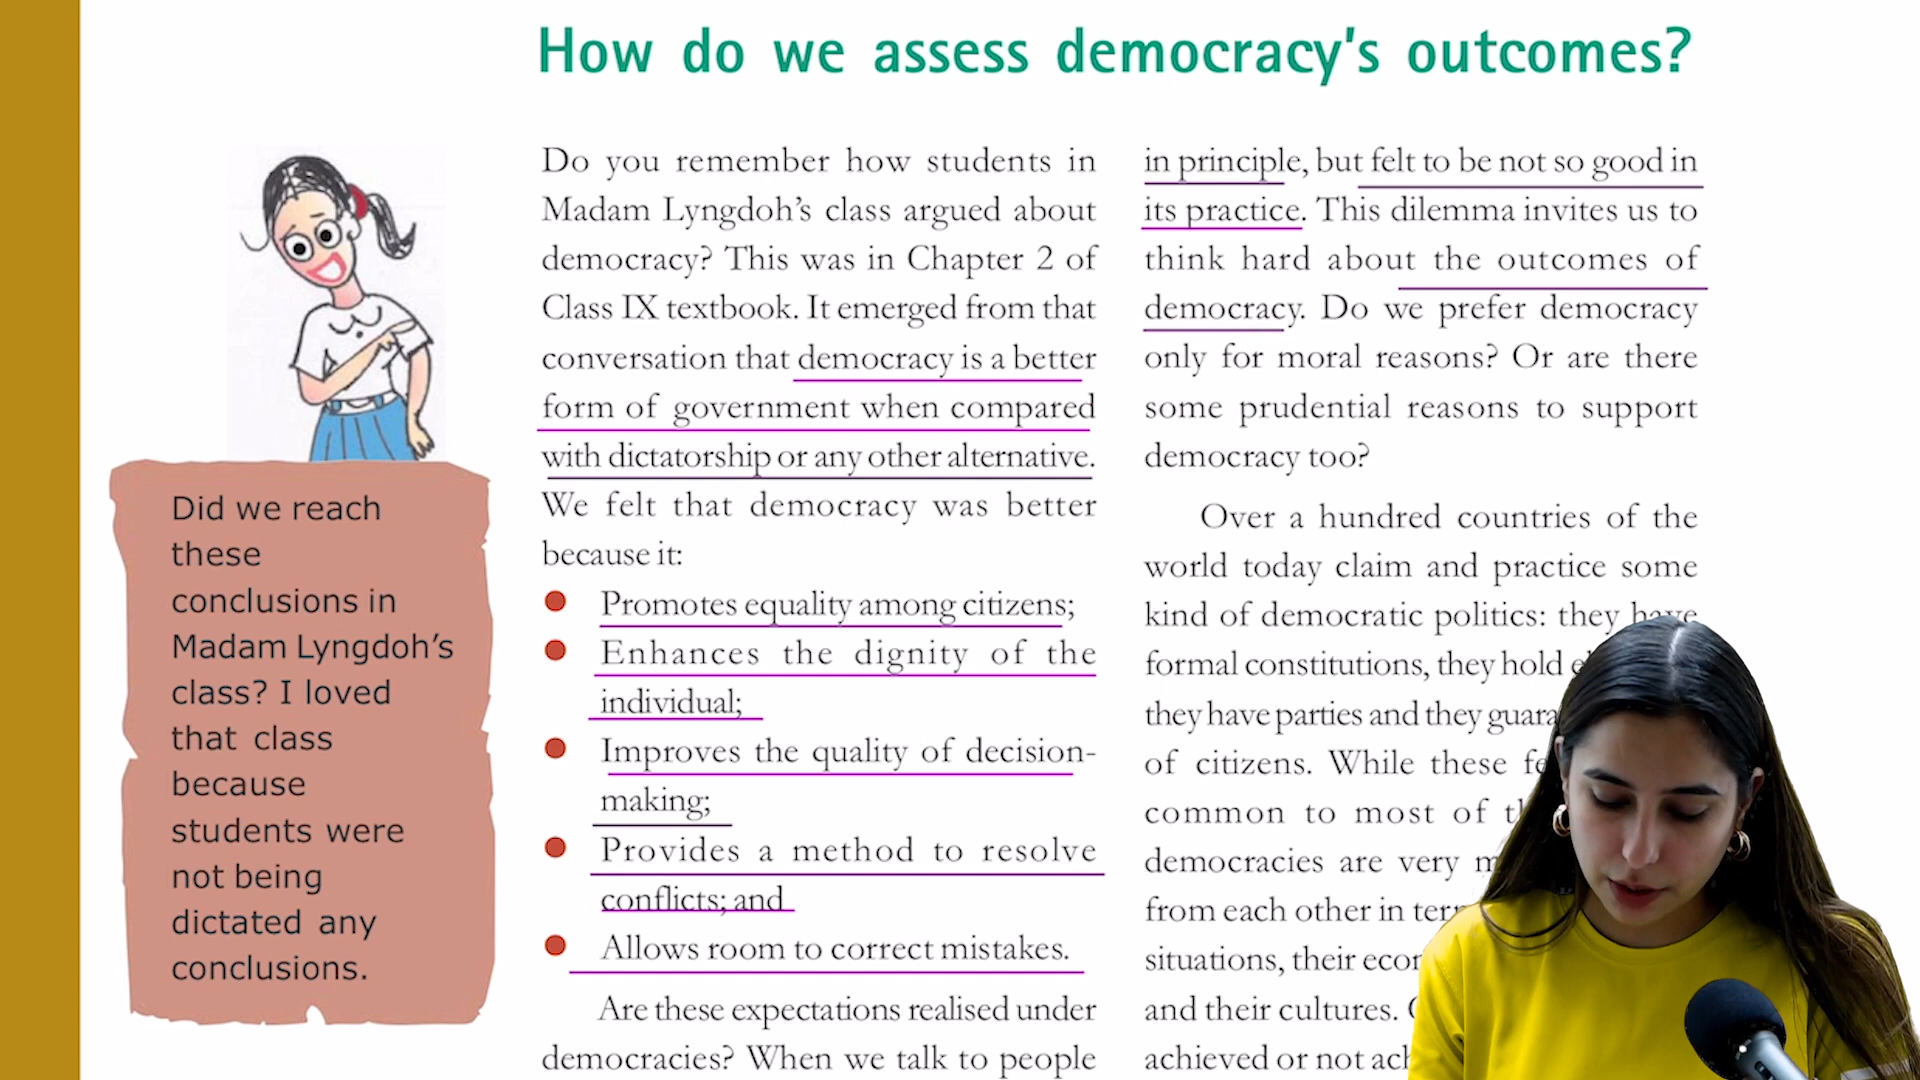 How do we assess democracy's outcomes?
Did we reach
these
conclusions in
Madam Lyngdoh's
class? I loved
that class
because
students were
not being
dictated any
conclusions.
Do you remember how students in
Madam Lyngdoh's class argued about
democracy? This was in Chapter 2 of
Class IX textbook. It emerged from that
conversation that democracy is a better
form of government when compared
with dictatorship or any other alternative.
We felt that democracy was better
because it:
● Promotes equality among citizens;
● Enhances the dignity of the
individual;
● Improves the quality of decision-
making;
● Provides a method to resolve
conflicts; and
● Allows room to correct mistakes.
Are these expectations realised under
democracies? When we talk to people
in principle, but felt to be not so good in
its practice. This dilemma invites us to
think hard about the outcomes of
democracy. Do we prefer democracy
only for moral reasons? Or are there
some prudential reasons to support
democracy too?
Over a hundred countries of the
world today claim and practice some
kind of democratic politics: they have
formal constitutions, they hold
they have parties and they
of citizens. While these
common to most of
democracies are very
from each other in
situations, their
and their cultures.
achieved or not